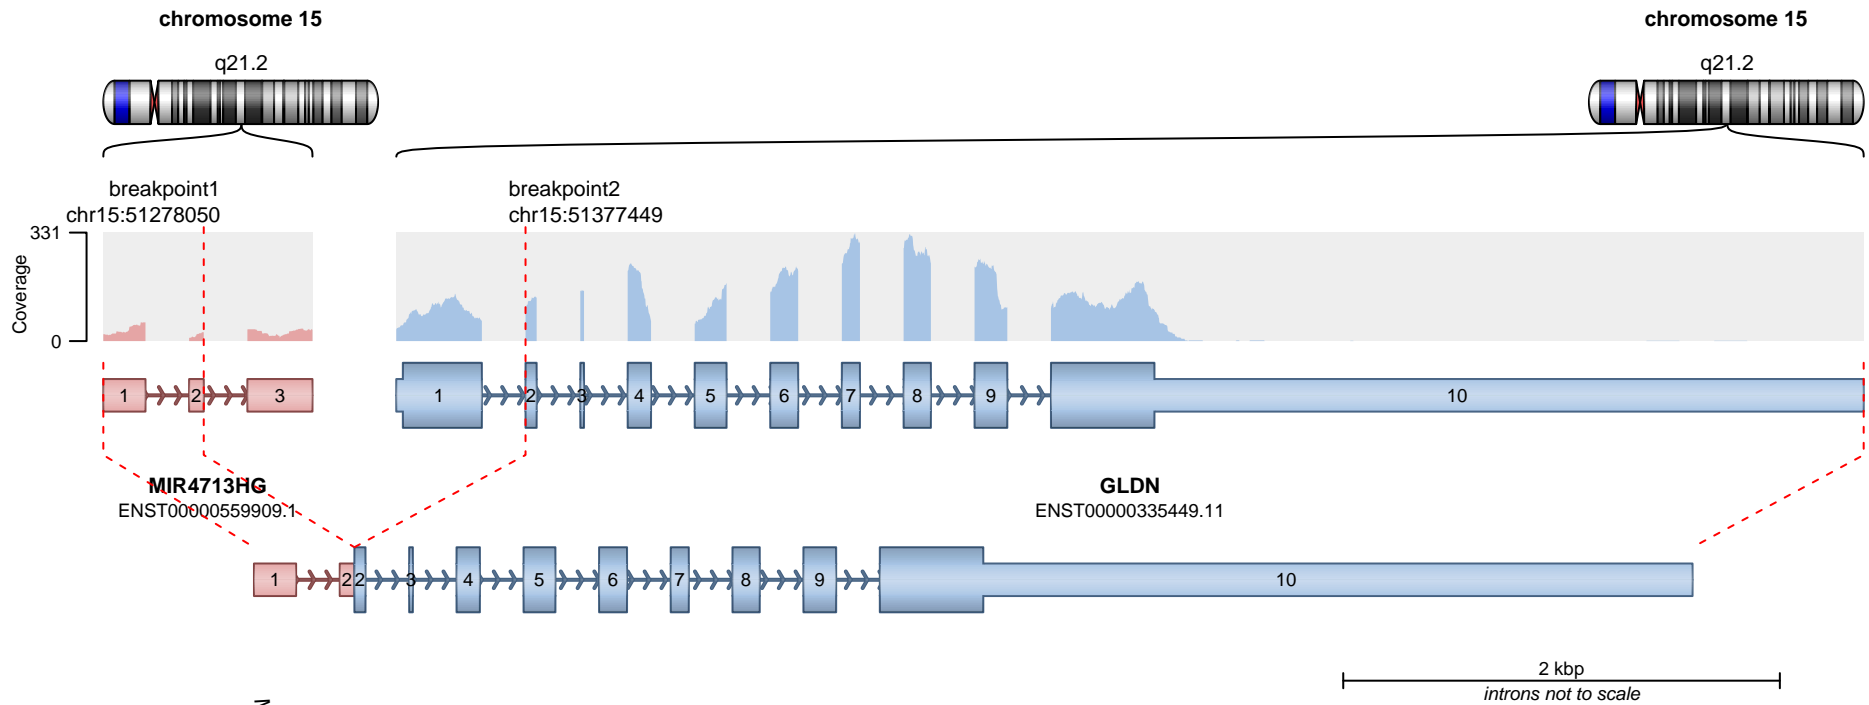 chromosome 15
chromosome 15
q21.2
q21.2
breakpoint1
chr15:51278050
breakpoint2
chr15:51377449
331
0
Coverage
1 2 3
1 2 3 4 5 6 7 8 9 10
MIR4713HG
ENST00000559909.1
GLDN
ENST00000335449.11
1 2 2 3 4 5 6 7 8 9 10
2 kbp
introns not to scale